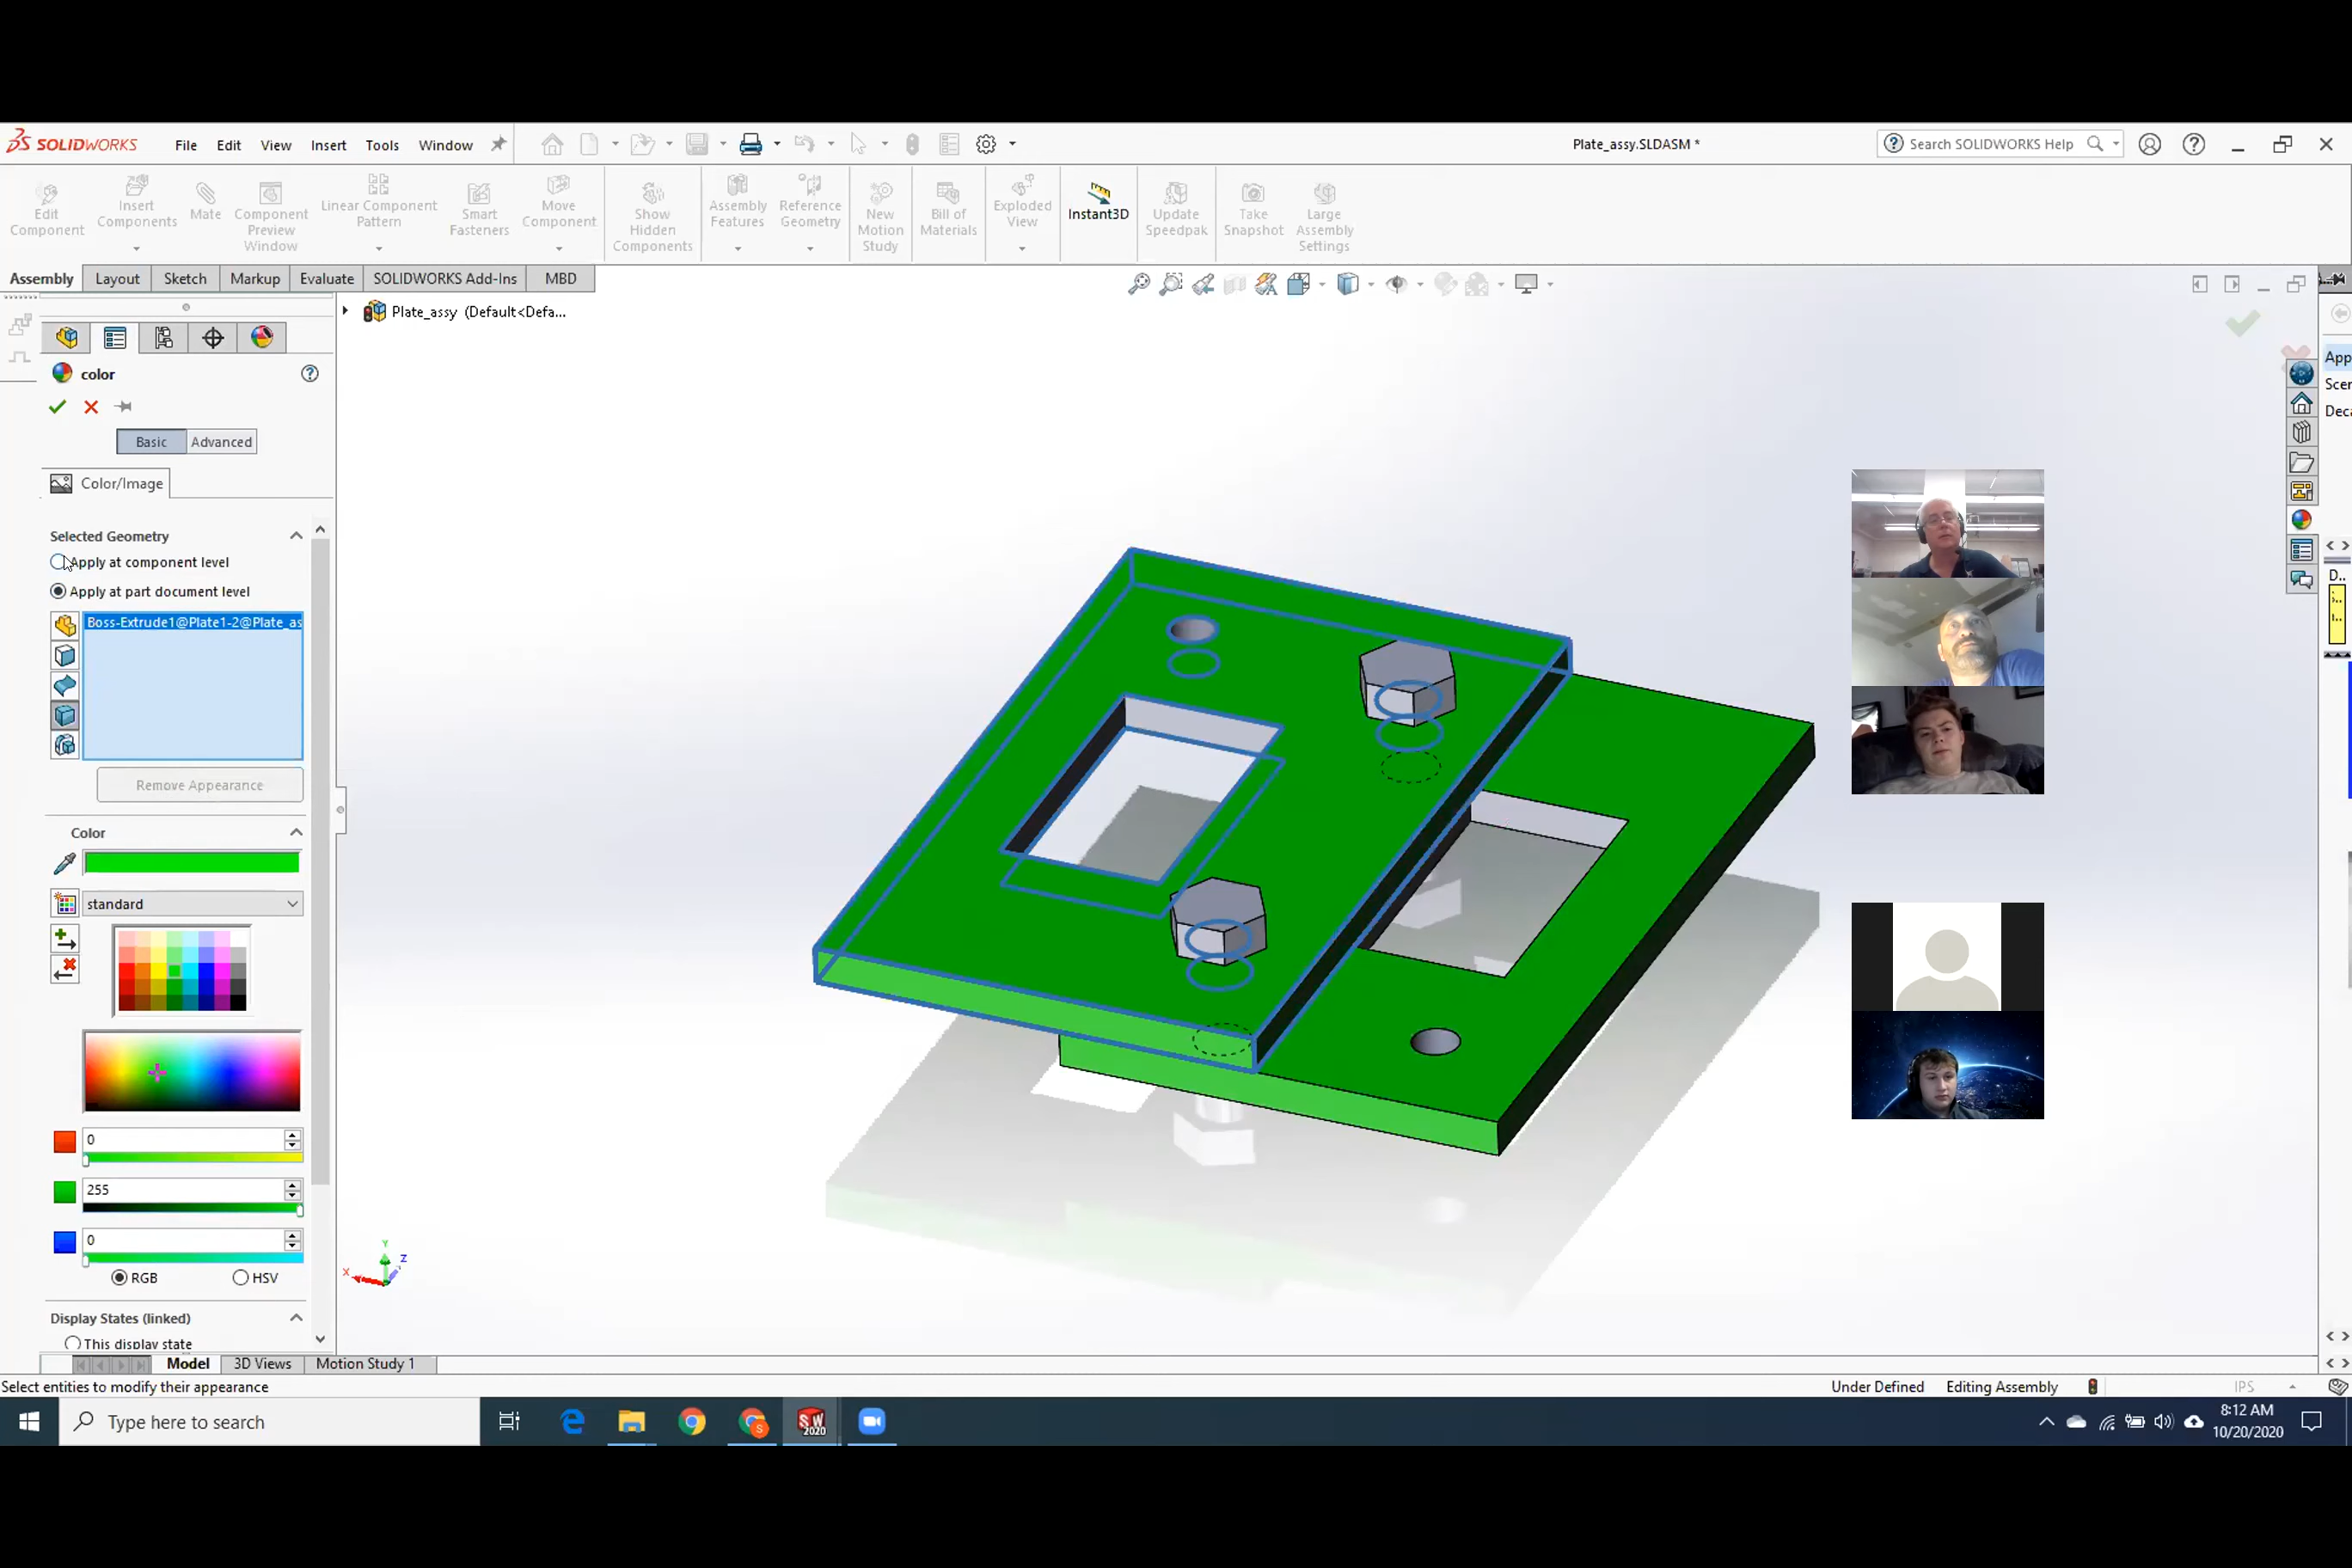 SOLIDWORKS File Edit View Insert Tools Window
Plate_assy.SLDASM *
Search SOLIDWORKS Help
Edit Component
Insert Components
Mate
Component Preview Window
Linear Component Pattern
Smart Fasteners
Move Component
Show Hidden Components
Assembly Features
Reference Geometry
New Motion Study
Bill of Materials
Exploded View
Instant3D
Update Speedpak
Take Snapshot
Large Assembly Settings
Assembly Layout Sketch Markup Evaluate SOLIDWORKS Add-Ins MBD
Plate_assy (Default<Defa...
color
Basic Advanced
Color/Image
Selected Geometry
Apply at component level
Apply at part document level
Boss-Extrude1@Plate1-2@Plate_as
Remove Appearance
Color
standard
0
255
0
RGB HSV
Display States (linked)
This display state
Model 3D Views Motion Study 1
Select entities to modify their appearance
Under Defined Editing Assembly IPS
App
Scen
Deca
D..
Y
Z
X
Type here to search
S W
2020
8:12 AM
10/20/2020